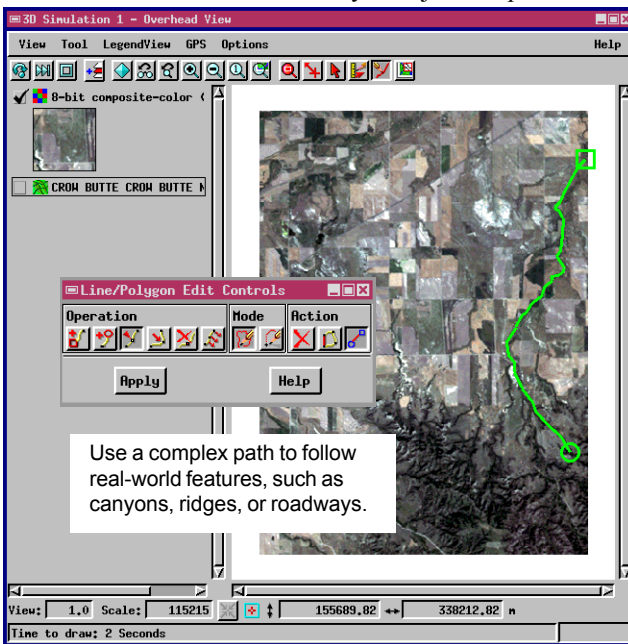 3D Simulation 1 - Overhead View
View Tool LegendView GPS Options Help
8-bit composite-color (
CROW BUTTE CROW BUTTE N
Line/Polygon Edit Controls
Operation Mode Action
Apply Help
Use a complex path to follow
real-world features, such as
canyons, ridges, or roadways.
View: 1.0 Scale: 115215 155689.82 338212.82 m
Time to draw: 2 Seconds